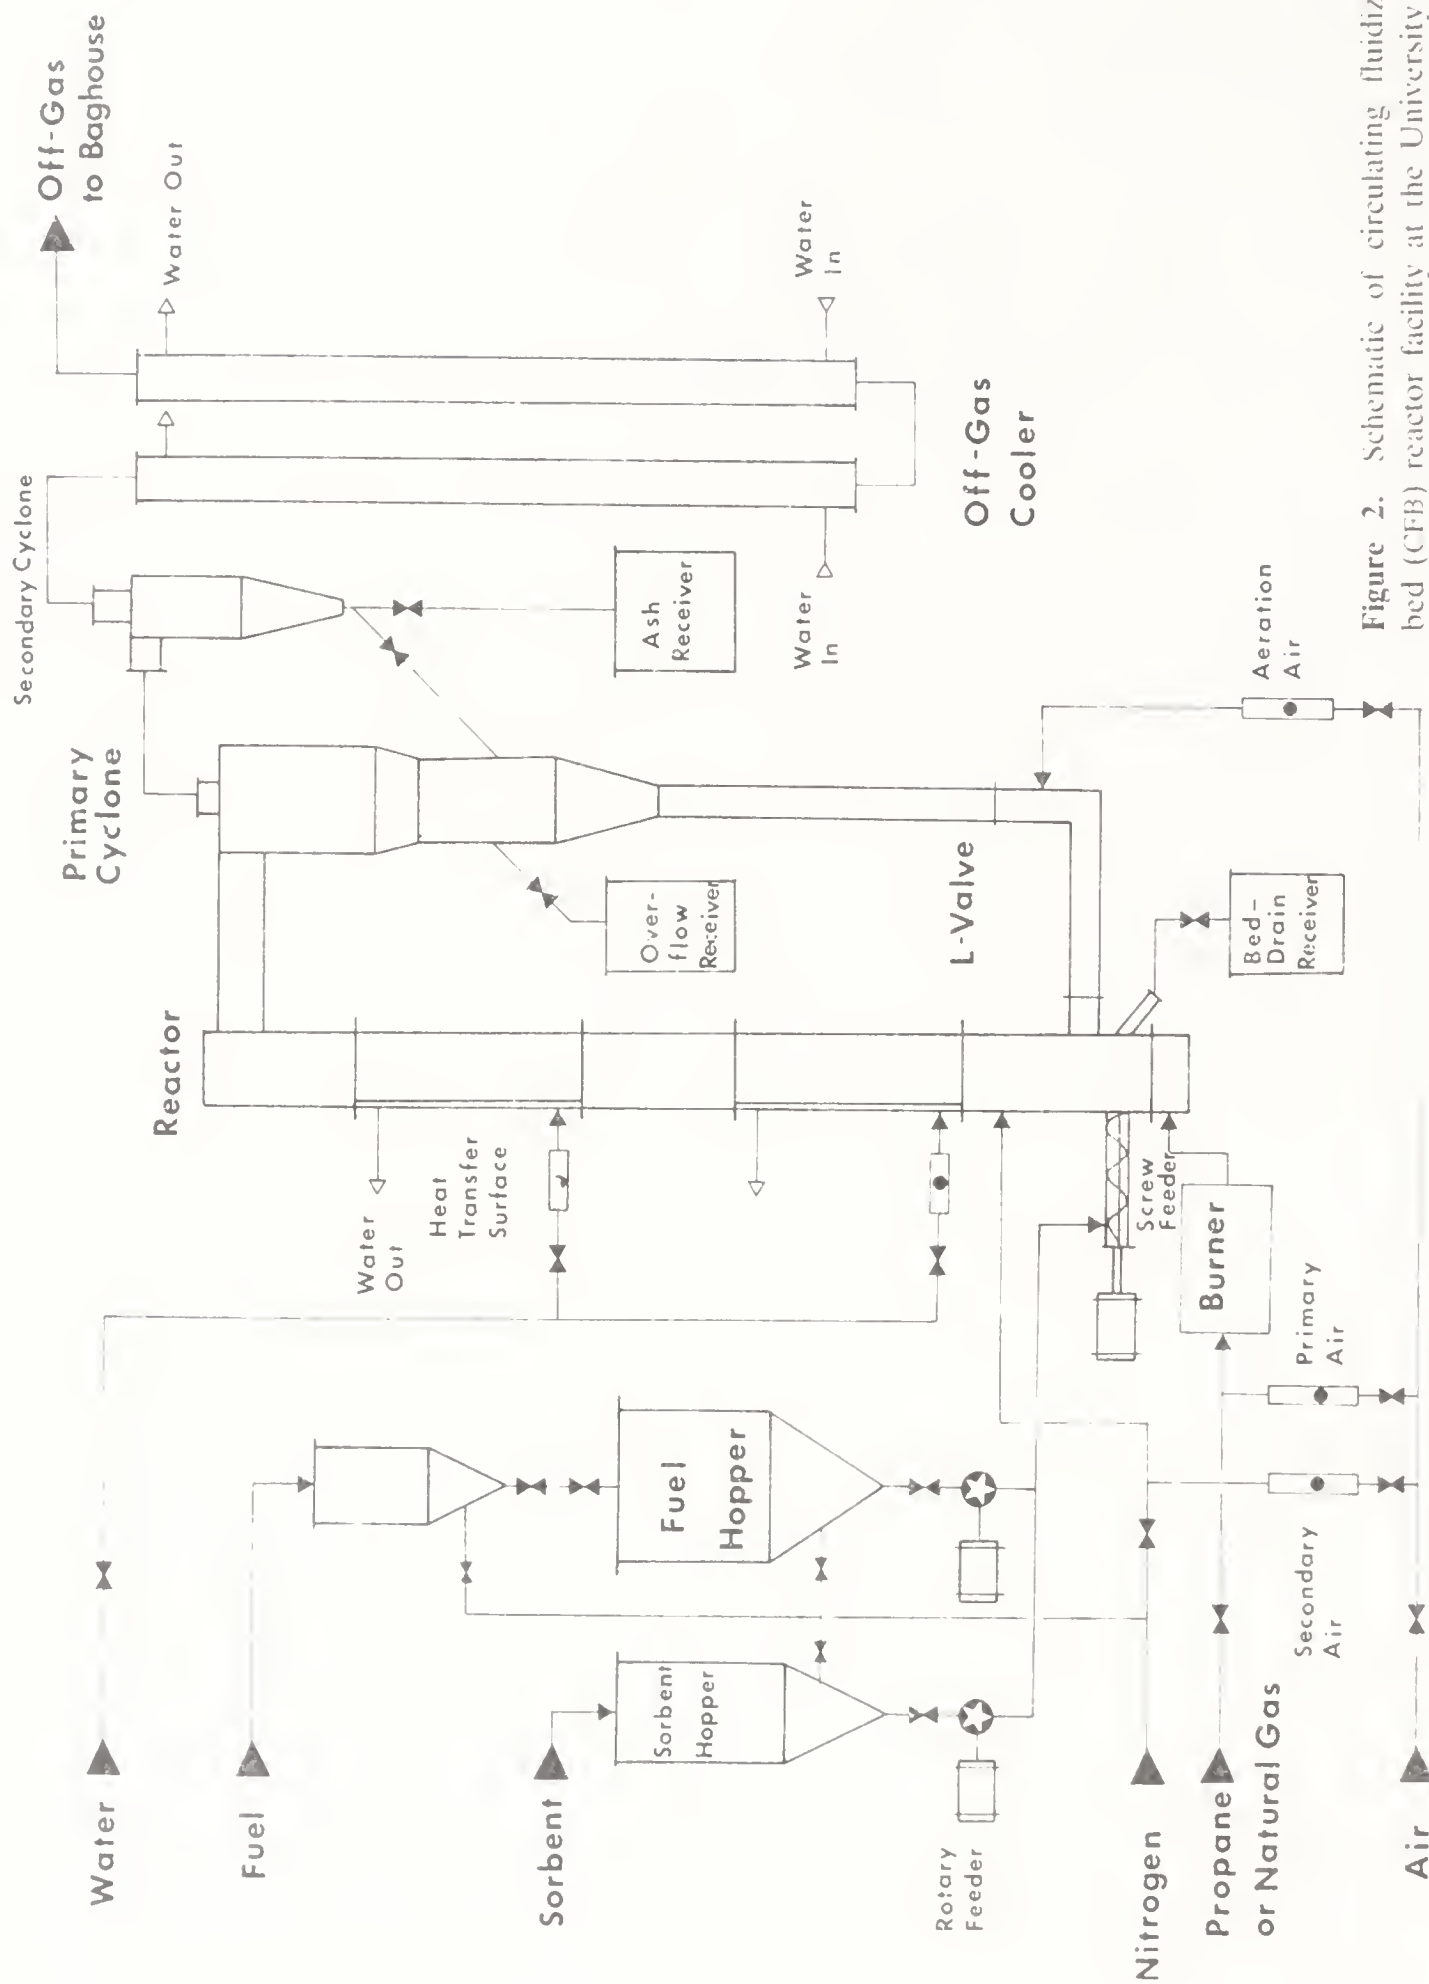 Water
Fuel
Sorbent
Nitrogen
Propane
or Natural Gas
Air
Sorbent
Hopper
Rotary
Feeder
Fuel
Hopper
Secondary
Air
Primary
Air
Burner
Screw
Feeder
Water
Out
Heat
Transfer
Surface
Reactor
Primary
Cyclone
Over-
flow
Receiver
L-Valve
Bed-
Drain
Receiver
Secondary Cyclone
Ash
Receiver
Aeration
Air
Water
In
Off-Gas
Cooler
Water
In
Water Out
Off-Gas
to Baghouse
Figure 2. Schematic of circulating
bed (CFB) reactor facility at the University